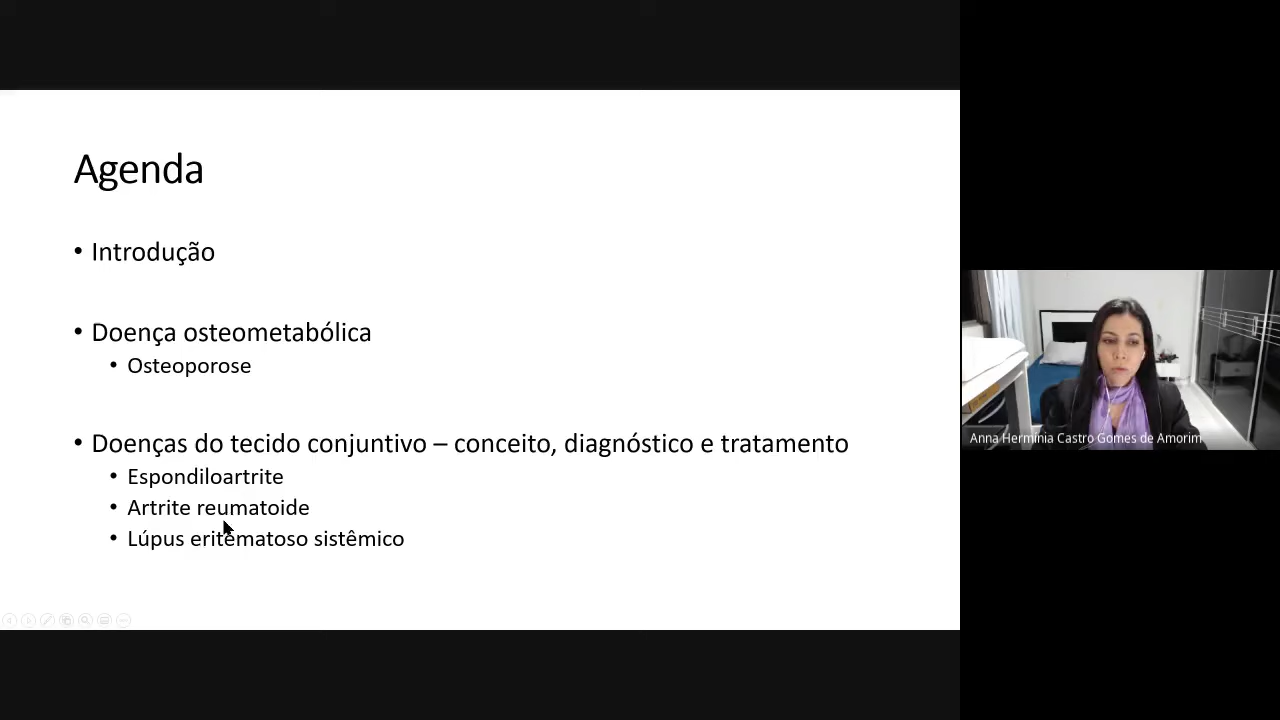 Agenda
• Introdução
• Doença osteometabólica
• Osteoporose
• Doenças do tecido conjuntivo – conceito, diagnóstico e tratamento
• Espondiloartrite
• Artrite reumatoide
• Lúpus eritematoso sistêmico
Anna Hermínia Castro Gomes de Amorim